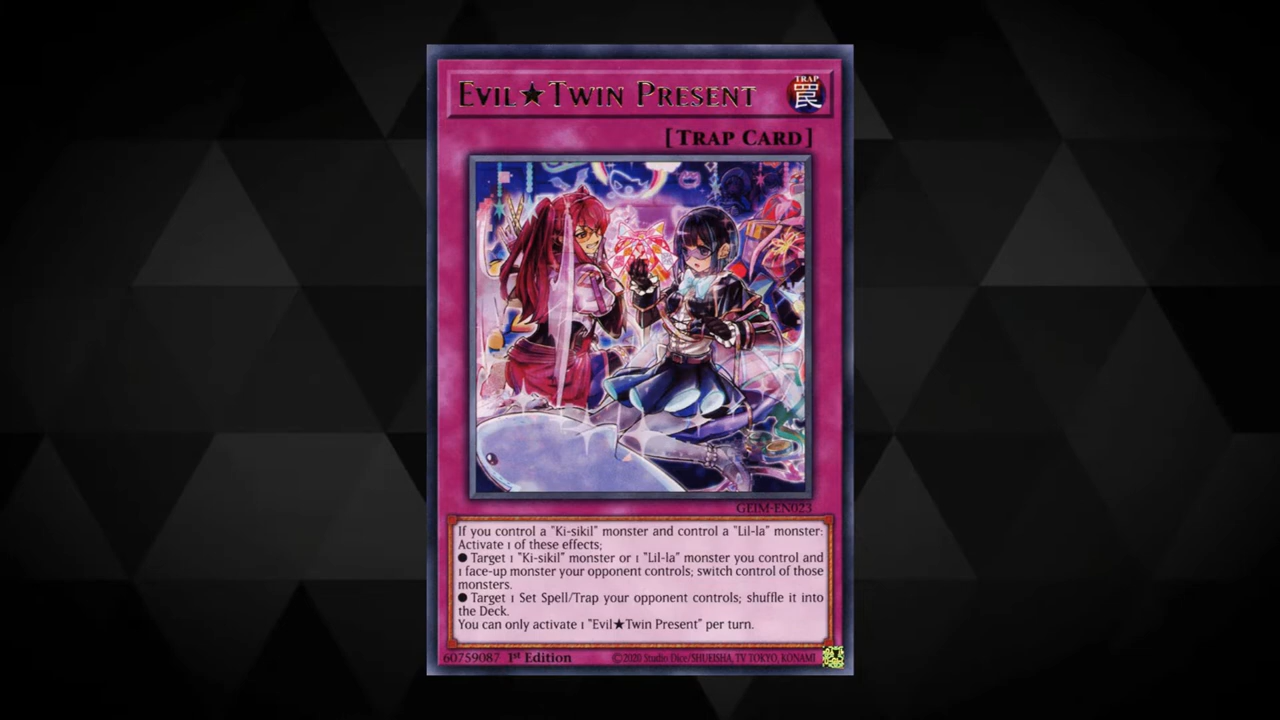 Evil★Twin Present
TRAP
罠
[Trap Card]
GEIM-EN023
If you control a "Ki-sikil" monster and control a "Lil-la" monster:
Activate 1 of these effects;
● Target 1 "Ki-sikil" monster or 1 "Lil-la" monster you control and
1 face-up monster your opponent controls; switch control of those
monsters.
● Target 1 Set Spell/Trap your opponent controls; shuffle it into
the Deck.
You can only activate 1 "Evil★Twin Present" per turn.
60759087 1st Edition ©2020 Studio Dice/SHUEISHA, TV TOKYO, KONAMI